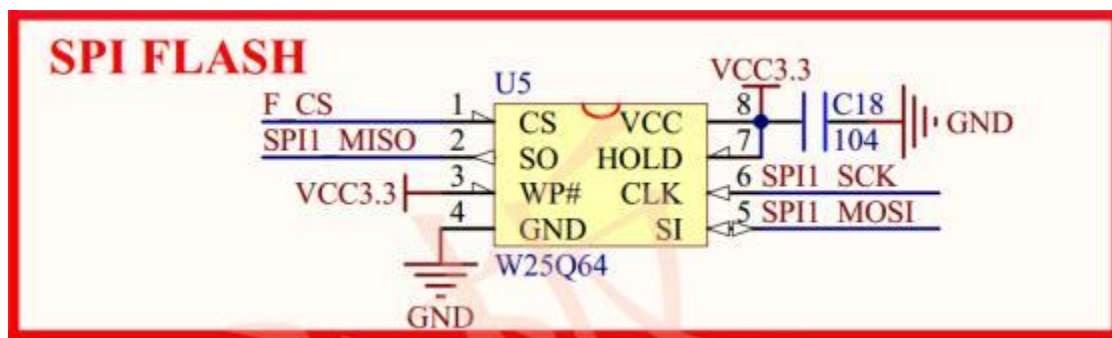 SPI FLASH
U5
VCC3.3
F_CS 1 CS VCC 8 C18
SPI1_MISO 2 SO HOLD 7 104 GND
VCC3.3 3 WP# CLK 6 SPI1_SCK
4 GND SI 5 SPI1_MOSI
W25Q64
GND